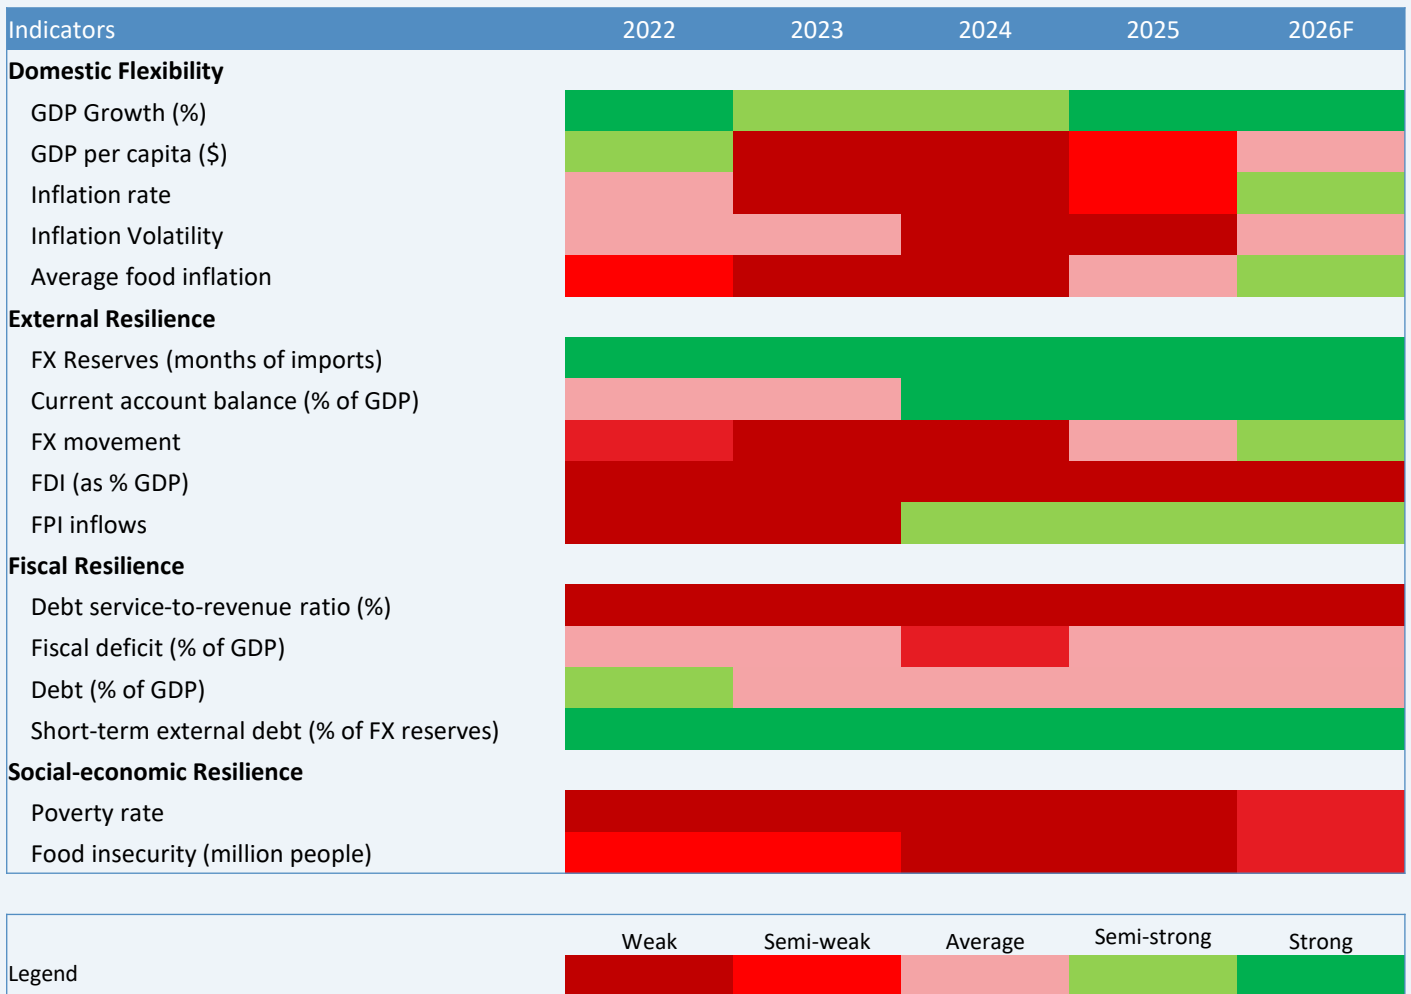 Indicators 2022 2023 2024 2025 2026F
Domestic Flexibility
GDP Growth (%)
GDP per capita ($)
Inflation rate
Inflation Volatility
Average food inflation
External Resilience
FX Reserves (months of imports)
Current account balance (% of GDP)
FX movement
FDI (as % GDP)
FPI inflows
Fiscal Resilience
Debt service-to-revenue ratio (%)
Fiscal deficit (% of GDP)
Debt (% of GDP)
Short-term external debt (% of FX reserves)
Social-economic Resilience
Poverty rate
Food insecurity (million people)
Weak Semi-weak Average Semi-strong Strong
Legend